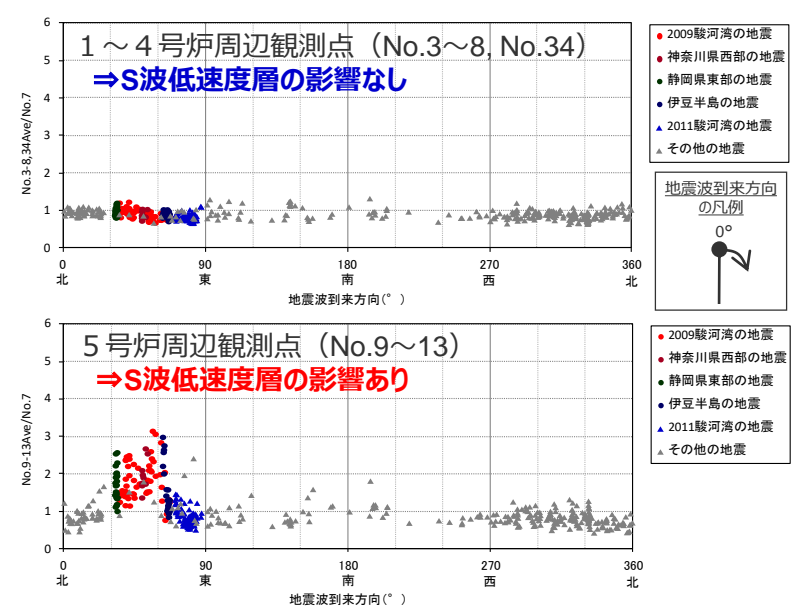 1～4号炉周辺観測点（No.3～8, No.34）
⇒S波低速度層の影響なし
No.3-8,34Ave/No.7
6
5
4
3
2
1
0
0 90 180 270 360
北 東 南 西 北
地震波到来方向(°)
2009駿河湾の地震
神奈川県西部の地震
静岡県東部の地震
伊豆半島の地震
2011駿河湾の地震
その他の地震
地震波到来方向
の凡例
0°
5号炉周辺観測点（No.9～13）
⇒S波低速度層の影響あり
No.9-13Ave/No.7
6
5
4
3
2
1
0
0 90 180 270 360
北 東 南 西 北
地震波到来方向(°)
2009駿河湾の地震
神奈川県西部の地震
静岡県東部の地震
伊豆半島の地震
2011駿河湾の地震
その他の地震